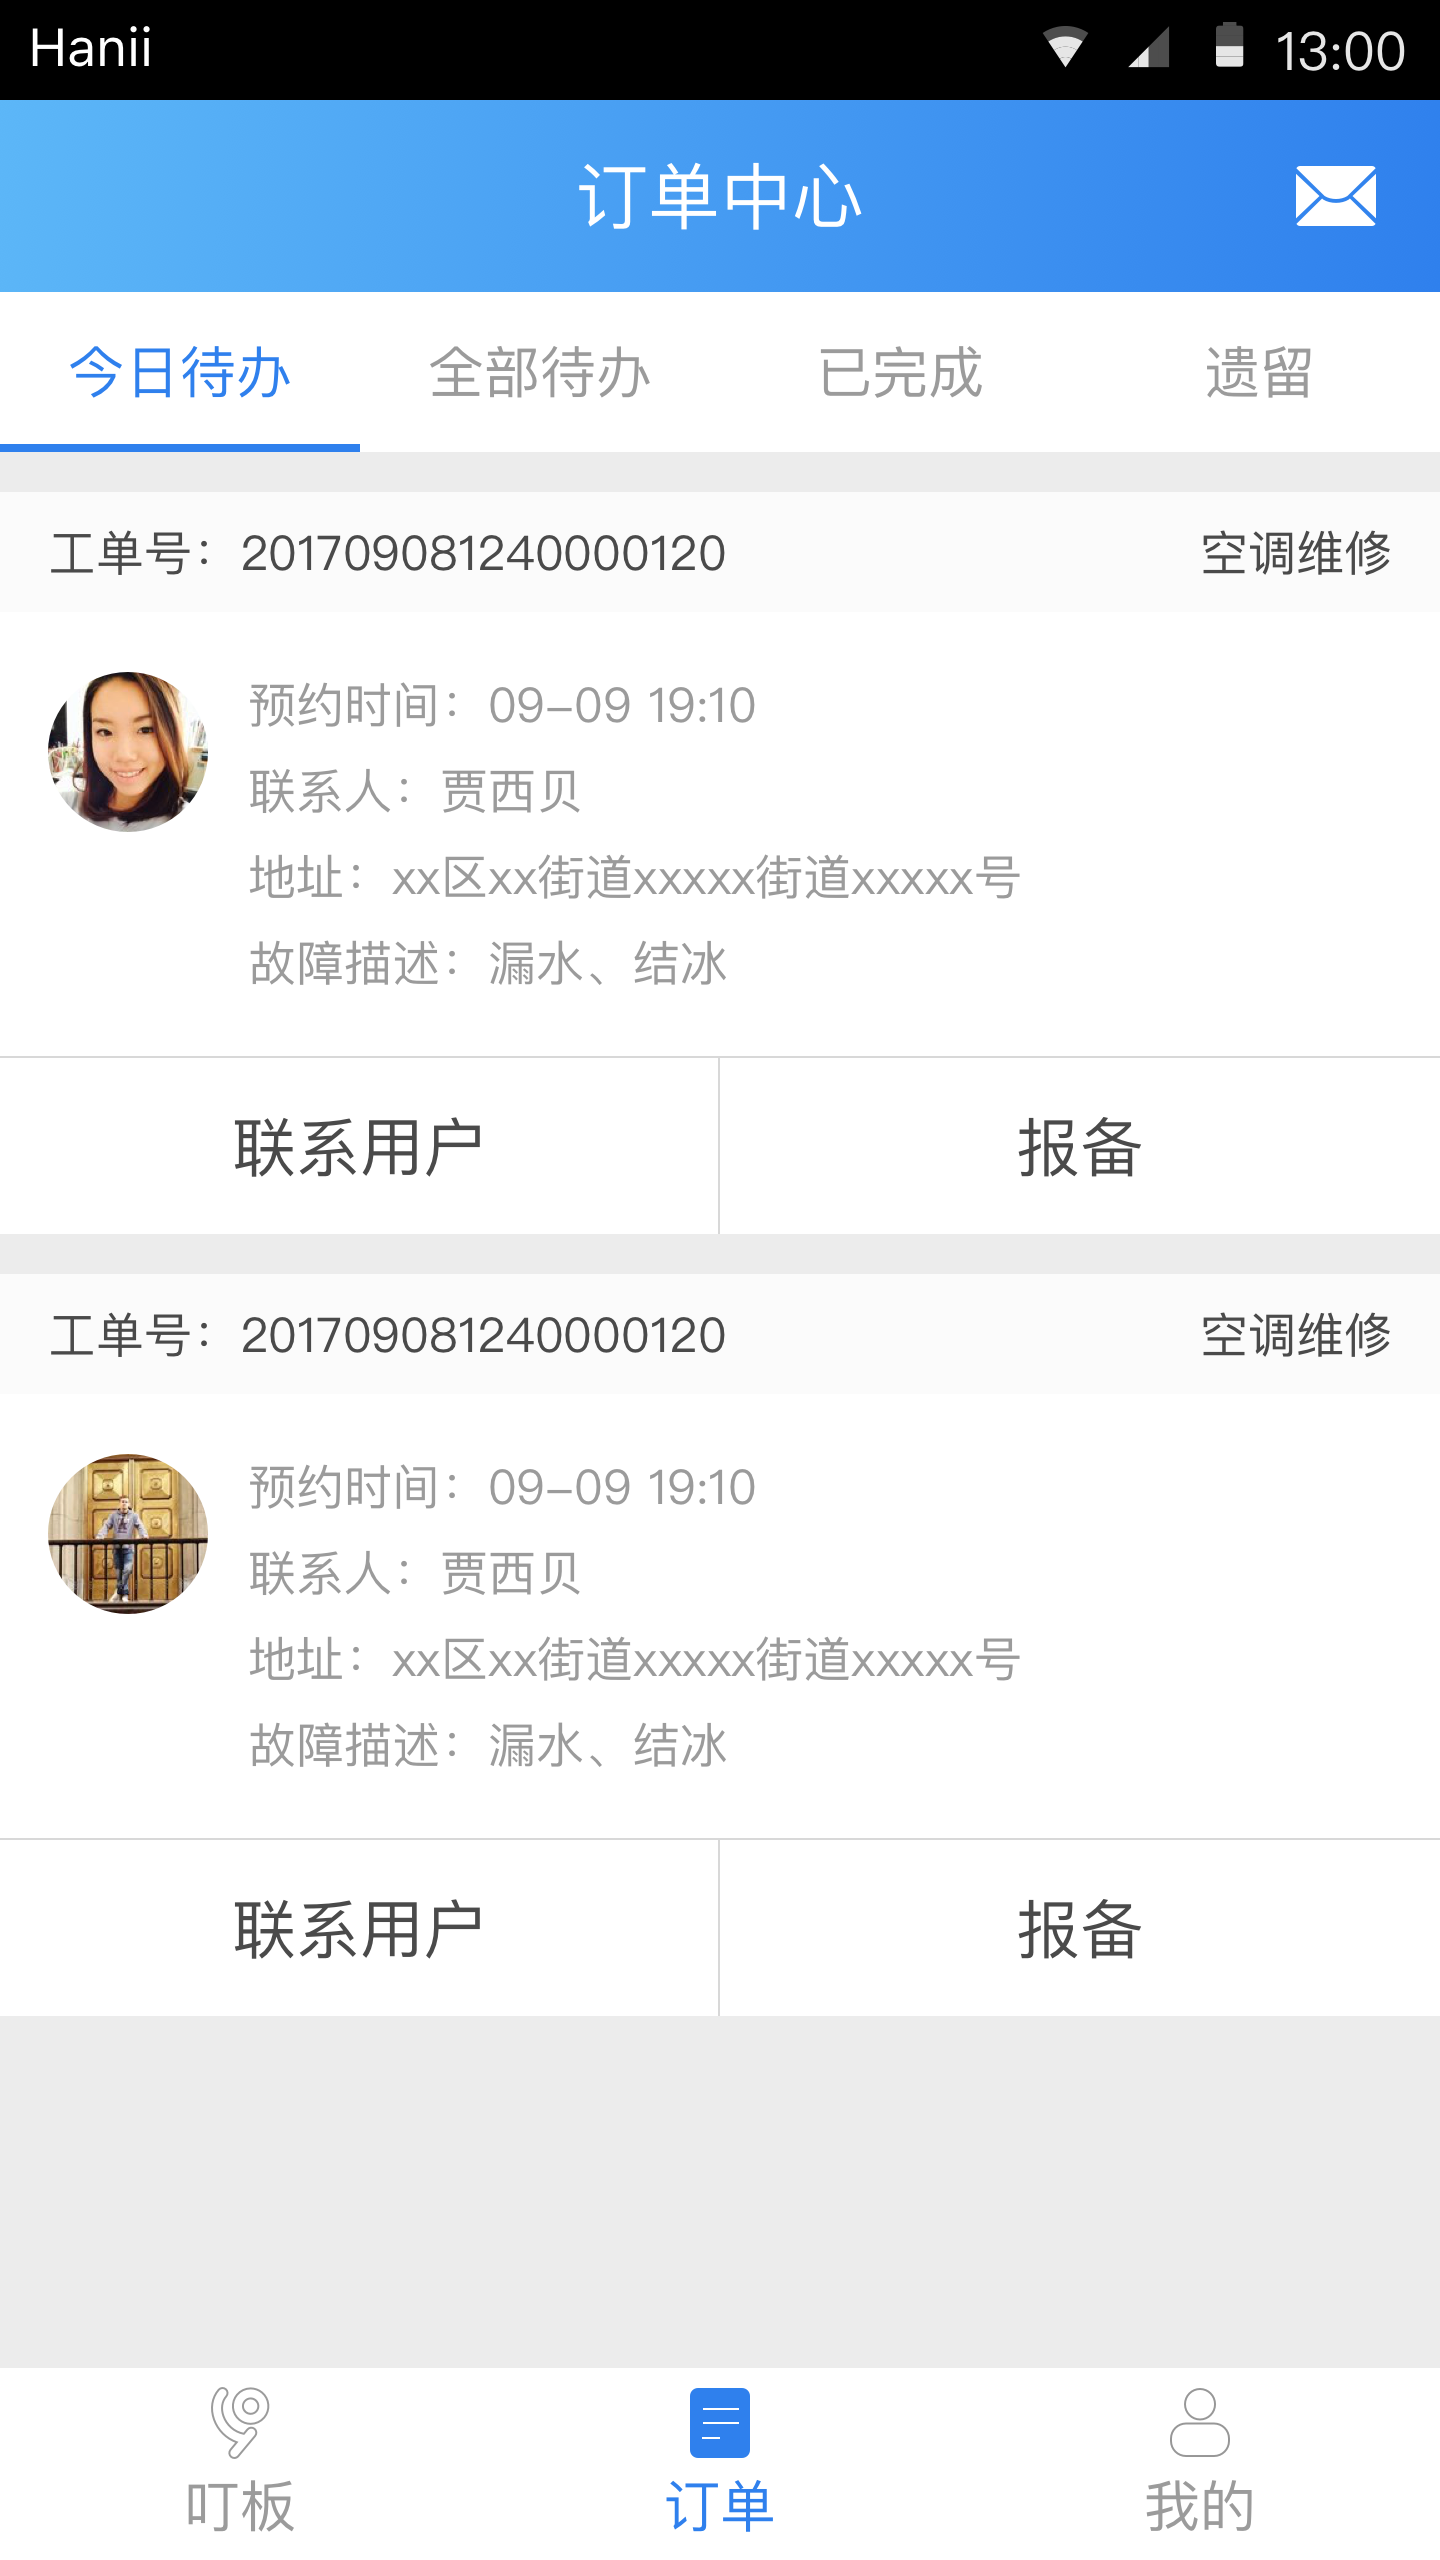 Hanii 13:00
订单中心
今日待办 全部待办 已完成 遗留
工单号：201709081240000120 空调维修
预约时间：09-09 19:10
联系人：贾西贝
地址：xx区xx街道xxxxx街道xxxxx号
故障描述：漏水、结冰
联系用户 报备
工单号：201709081240000120 空调维修
预约时间：09-09 19:10
联系人：贾西贝
地址：xx区xx街道xxxxx街道xxxxx号
故障描述：漏水、结冰
联系用户 报备
叮板 订单 我的